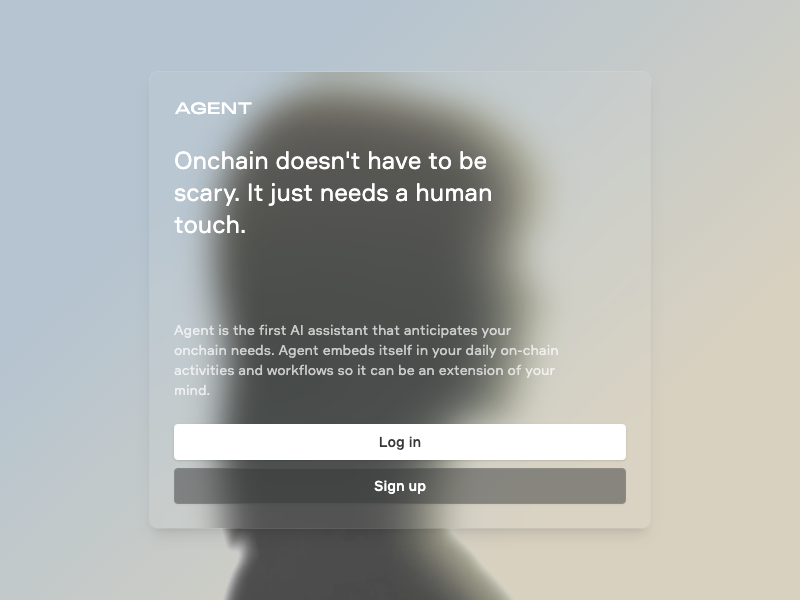 AGENT
Onchain doesn't have to be
scary. It just needs a human
touch.
Agent is the first AI assistant that anticipates your
onchain needs. Agent embeds itself in your daily on-chain
activities and workflows so it can be an extension of your
mind.
Log in
Sign up